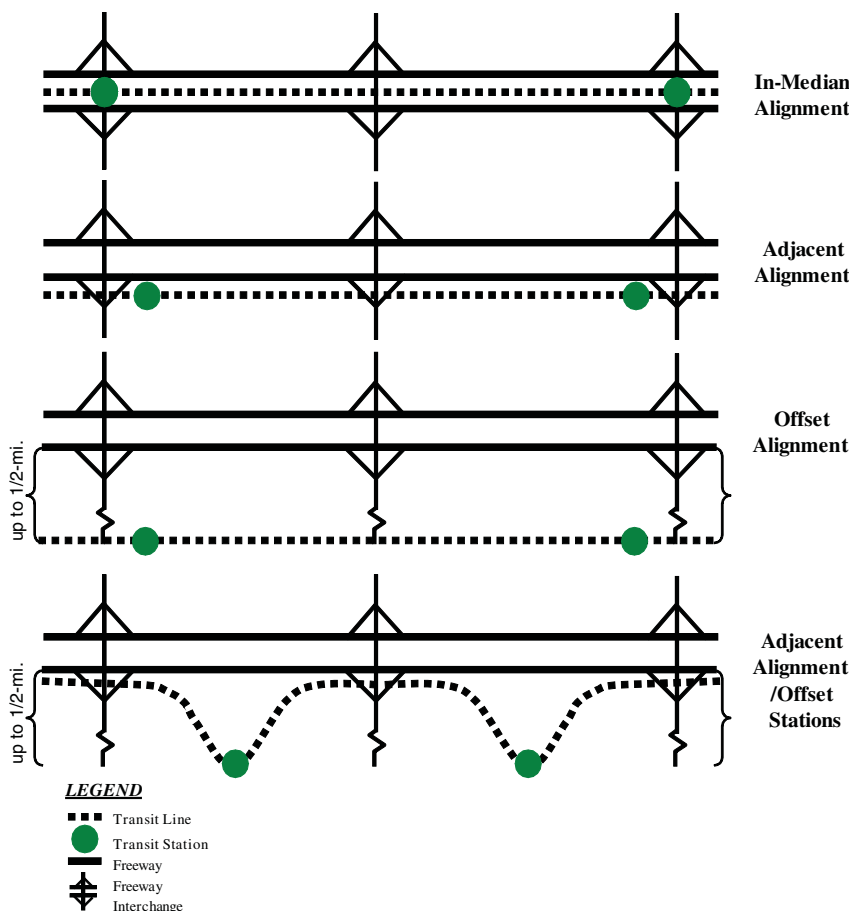 In-Median
Alignment
Adjacent
Alignment
Offset
Alignment
up to 1/2-mi.
Adjacent
Alignment
/Offset
Stations
up to 1/2-mi.
LEGEND
Transit Line
Transit Station
Freeway
Freeway
Interchange